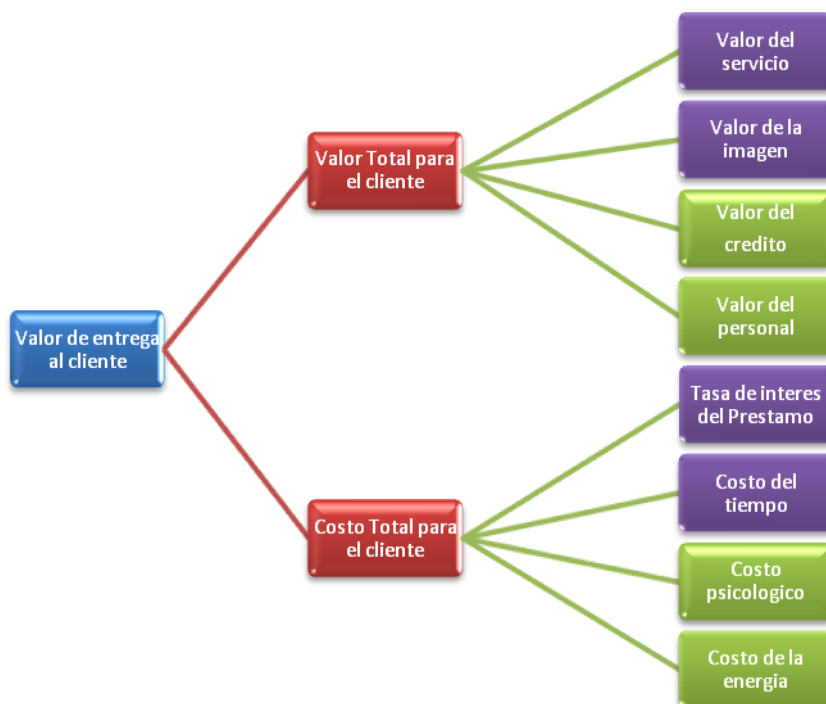 Valor del
servicio
Valor de la
imagen
Valor Total para
el cliente
Valor del
credito
Valor del
personal
Valor de entrega
al cliente
Tasa de interes
del Prestamo
Costo del
tiempo
Costo Total para
el cliente
Costo
psicologico
Costo de la
energia